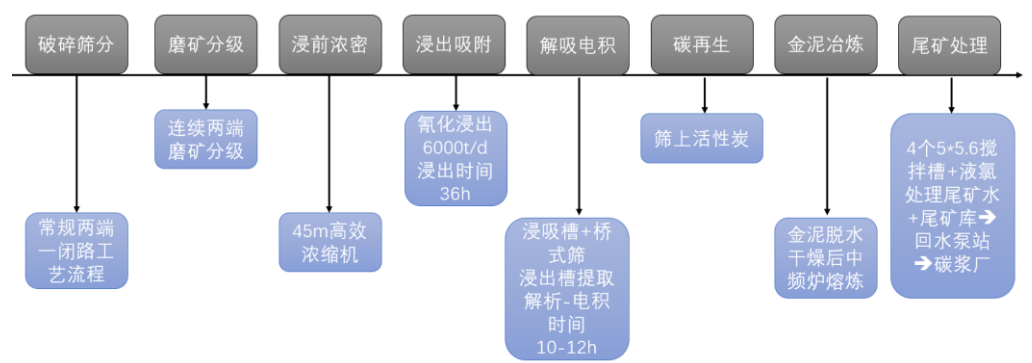 破碎筛分
磨矿分级
浸前浓密
浸出吸附
解吸电积
碳再生
金泥冶炼
尾矿处理
连续两端
磨矿分级
氰化浸出
6000t/d
浸出时间
36h
筛上活性炭
4个5*5.6搅
拌槽+液氯
处理尾矿水
+尾矿库➔
回水泵站
➔碳浆厂
常规两端
一闭路工
艺流程
45m高效
浓缩机
浸吸槽+桥
式筛
浸出槽提取
解析-电积
时间
10-12h
金泥脱水
干燥后中
频炉熔炼